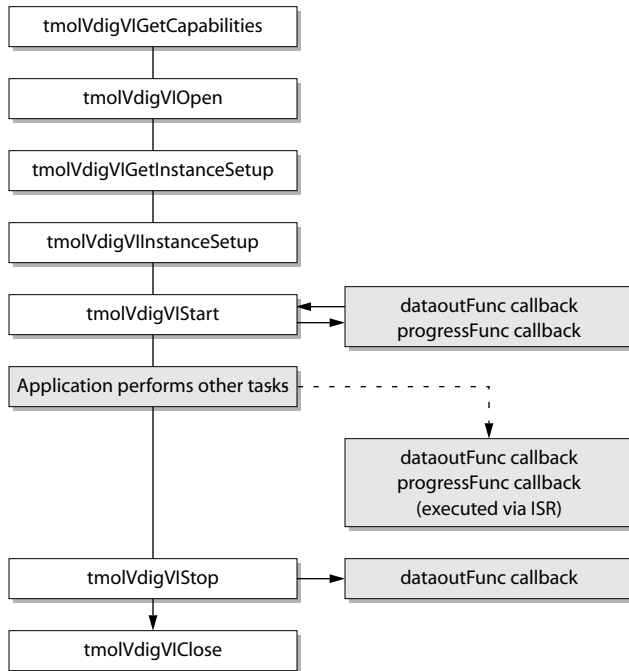 tmolVdigVIGetCapabilities
tmolVdigVIOpen
tmolVdigVIGetInstanceSetup
tmolVdigVIInstanceSetup
tmolVdigVIStart
dataoutFunc callback
progressFunc callback
Application performs other tasks
dataoutFunc callback
progressFunc callback
(executed via ISR)
tmolVdigVIStop
dataoutFunc callback
tmolVdigVIClose